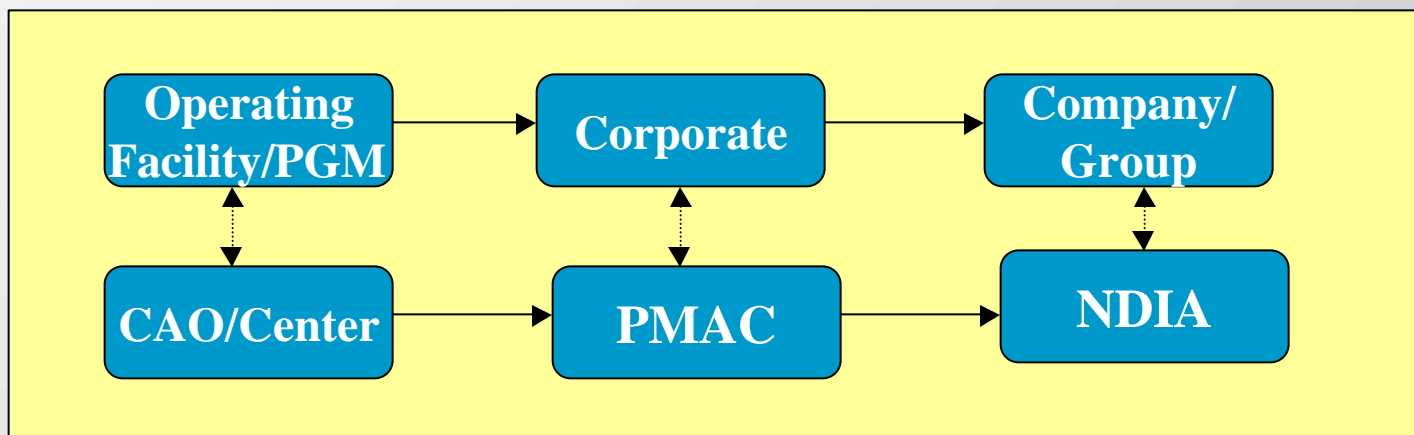 Operating
Facility/PGM
Corporate
Company/
Group
CAO/Center
PMAC
NDIA